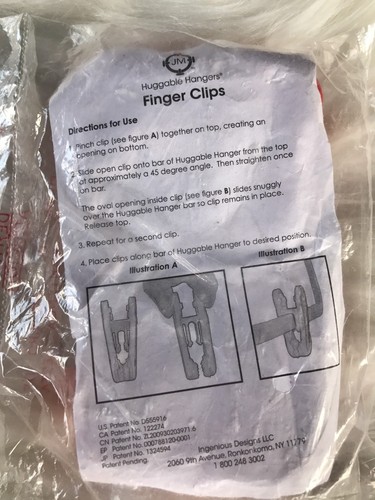 JM
Huggable Hangers®
Finger Clips
Directions for Use
1. Pinch clip (see figure A) together on top, creating an
opening on bottom.
2. Slide open clip onto bar of Huggable Hanger from the top
at approximately a 45 degree angle. Then straighten once
on bar.
The oval opening inside clip (see figure B) slides snuggly
over the Huggable Hanger bar so clip remains in place.
Release top.
3. Repeat for a second clip.
4. Place clips along bar of Huggable Hanger to desired position.
Illustration A
Illustration B
U.S. Patent No. D555916
CA Patent No. 122274
CN Patent No. ZL200930203971.6
EP Patent No. 000788120-0001
JP Patent No. 1324594
Patent Pending.
Ingenious Designs LLC
2060 9th Avenue, Ronkonkoma, NY 11779
1 800 248 3002